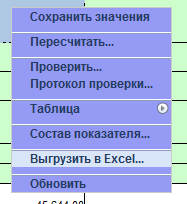 Сохранить значения
Пересчитать...
Проверить...
Протокол проверки...
Таблица
Состав показателя...
Выгрузить в Excel...
Обновить